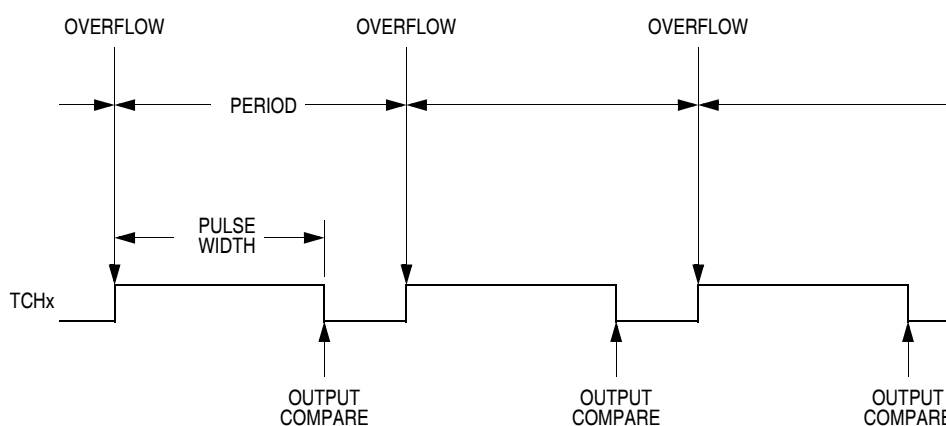 OVERFLOW
OVERFLOW
OVERFLOW
PERIOD
PULSE
WIDTH
TCHx
OUTPUT
COMPARE
OUTPUT
COMPARE
OUTPUT
COMPARE